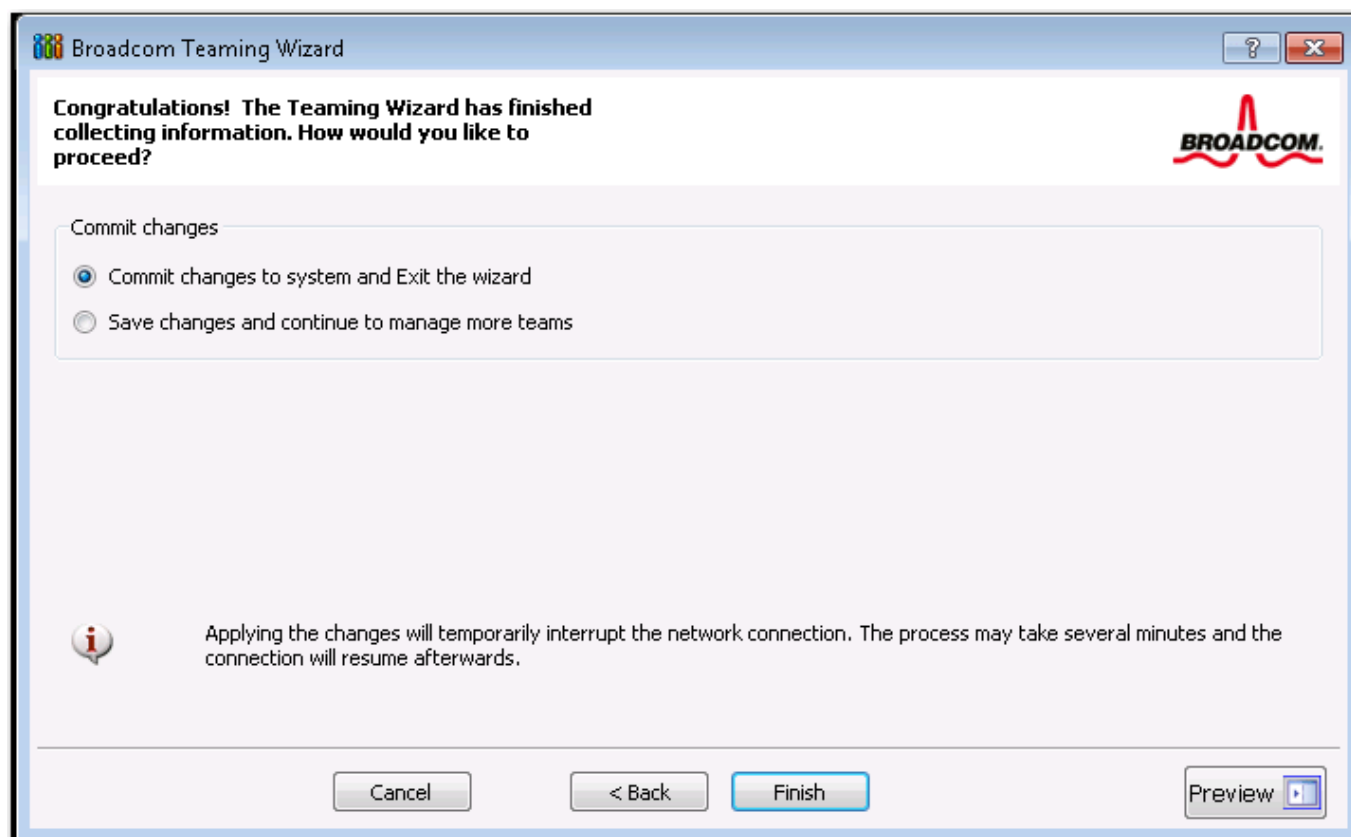 Broadcom Teaming Wizard
?
Congratulations! The Teaming Wizard has finished
collecting information. How would you like to
proceed?
BROADCOM.
Commit changes
Commit changes to system and Exit the wizard
Save changes and continue to manage more teams
Applying the changes will temporarily interrupt the network connection. The process may take several minutes and the
connection will resume afterwards.
Cancel
< Back
Finish
Preview